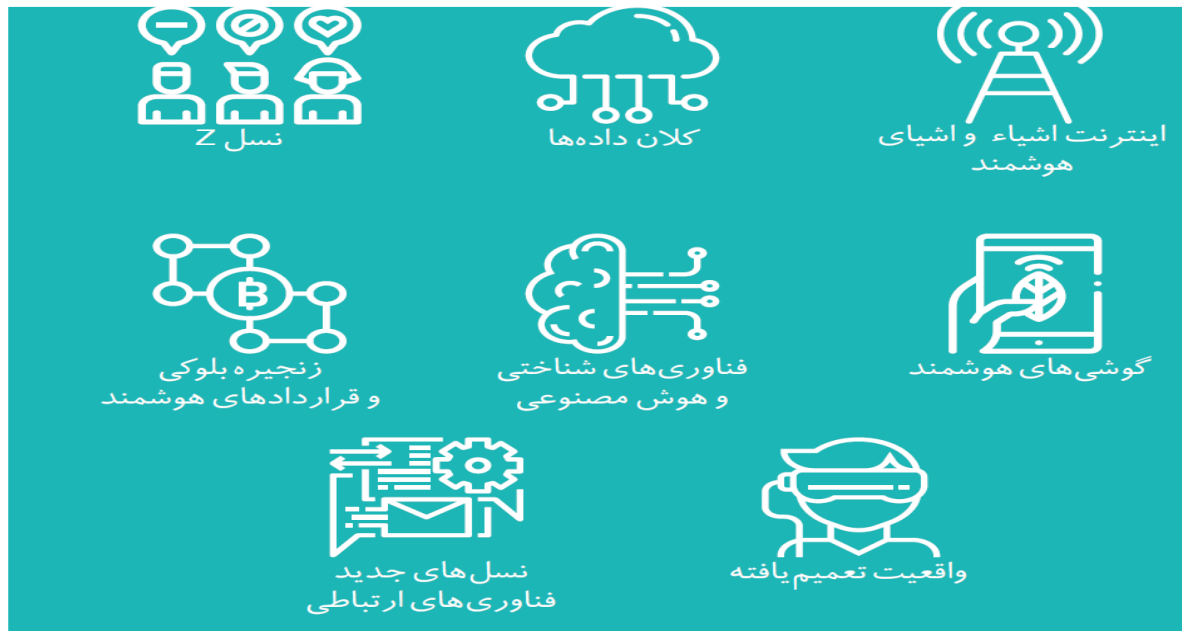 اینترنت اشیاء و اشیای
هوشمند
کلان داده‌ها
نسل Z
گوشی‌های هوشمند
فناوری‌های شناختی
و هوش مصنوعی
زنجیره بلوکی
و قراردادهای هوشمند
واقعیت تعمیم‌یافته
نسل‌های جدید
فناوری‌های ارتباطی